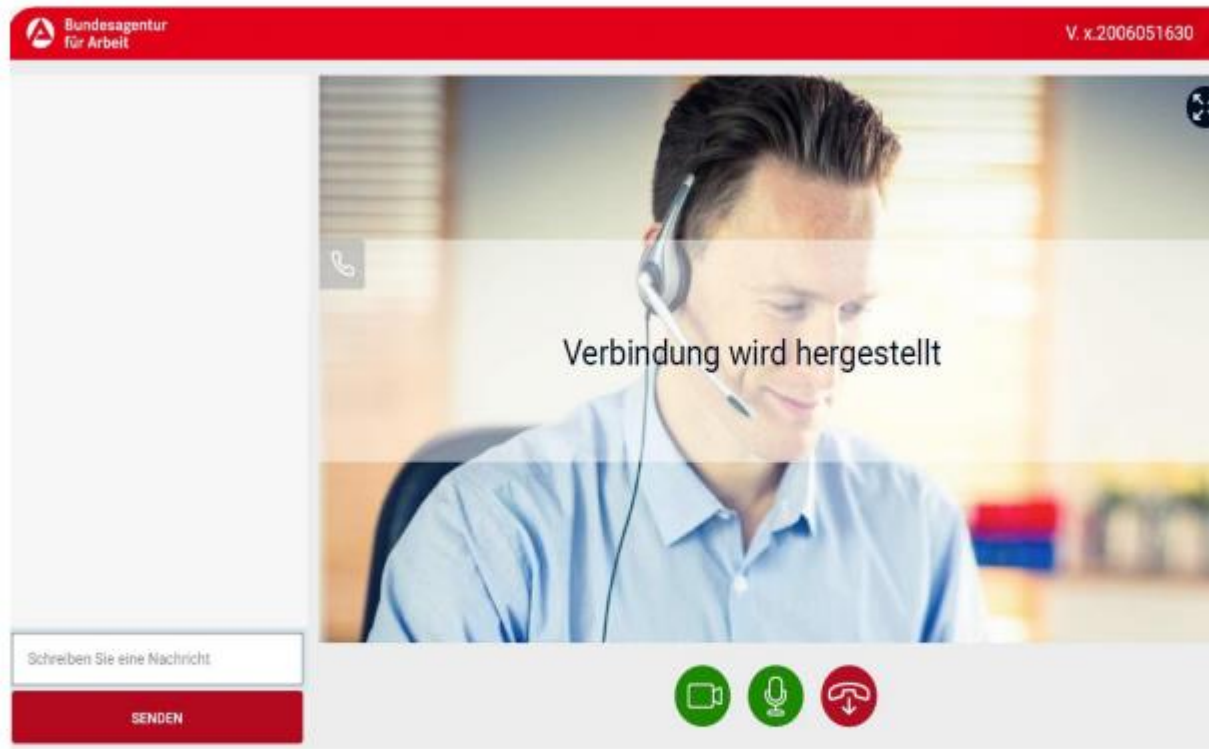 Bundesagentur
für Arbeit
V. x.2006051630
Verbindung wird hergestellt
Schreiben Sie eine Nachricht
SENDEN